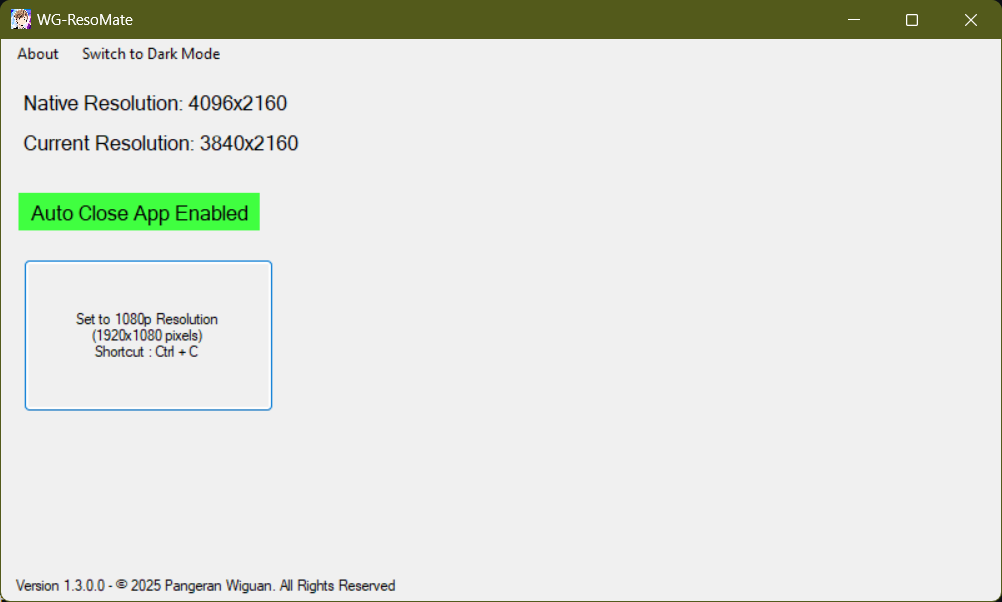 WG-ResoMate
About Switch to Dark Mode
Native Resolution: 4096x2160
Current Resolution: 3840x2160
Auto Close App Enabled
Set to 1080p Resolution
(1920x1080 pixels)
Shortcut : Ctrl + C
Version 1.3.0.0 - © 2025 Pangeran Wiguan. All Rights Reserved